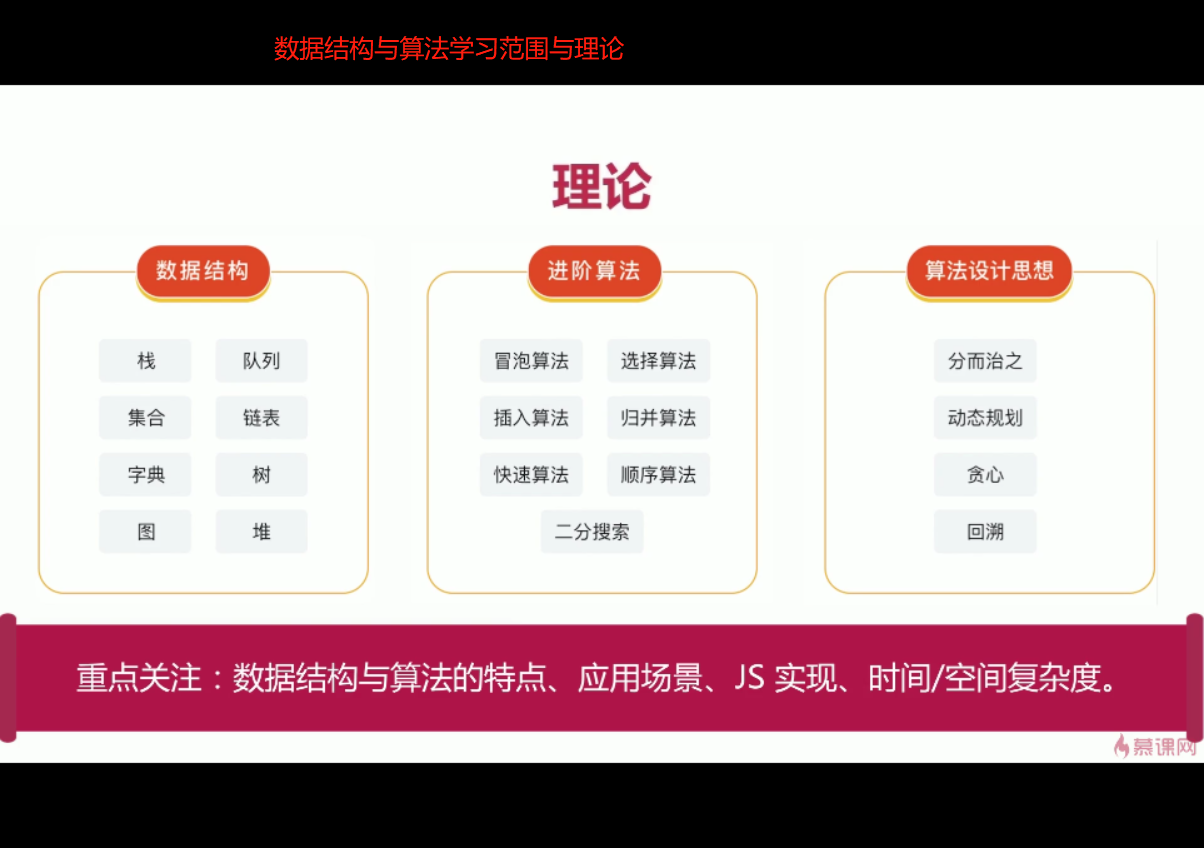 数据结构与算法学习范围与理论
理论
数据结构
栈 队列
集合 链表
字典 树
图 堆
进阶算法
冒泡算法 选择算法
插入算法 归并算法
快速算法 顺序算法
二分搜索
算法设计思想
分而治之
动态规划
贪心
回溯
重点关注：数据结构与算法的特点、应用场景、JS 实现、时间/空间复杂度。
慕课网